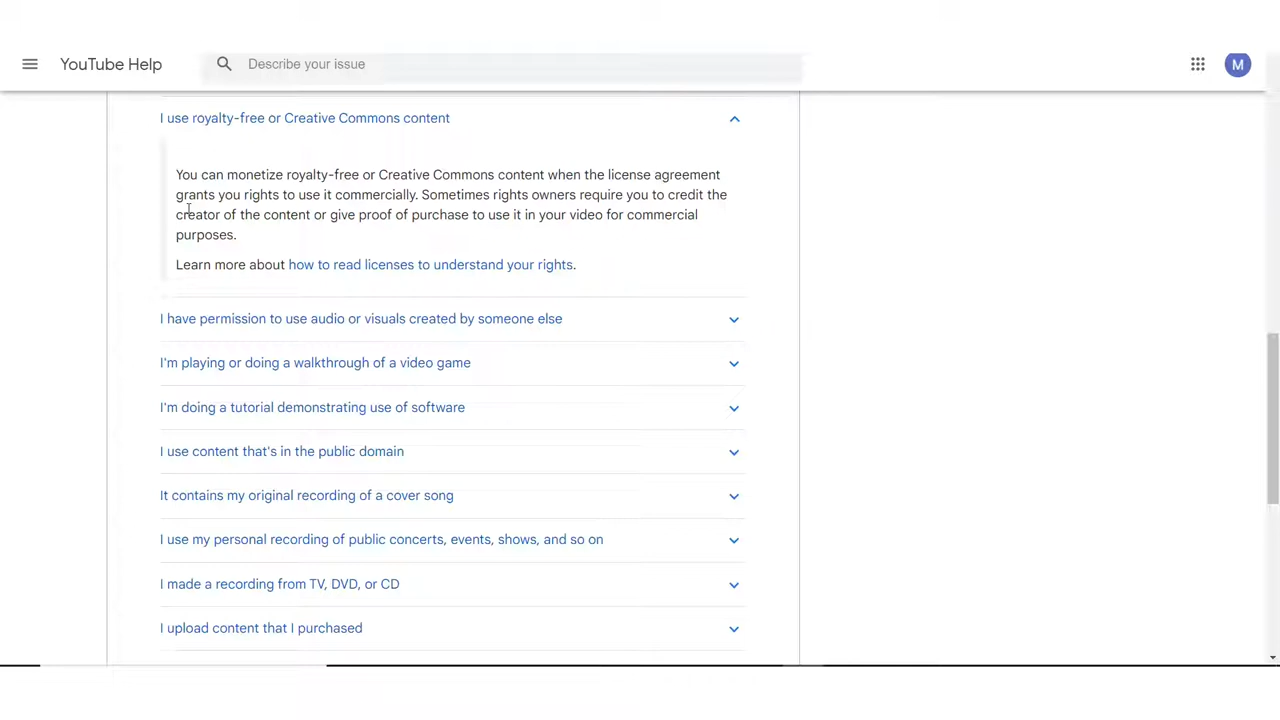 YouTube Help
Describe your issue
M
I use royalty-free or Creative Commons content
You can monetize royalty-free or Creative Commons content when the license agreement
grants you rights to use it commercially. Sometimes rights owners require you to credit the
creator of the content or give proof of purchase to use it in your video for commercial
purposes.
Learn more about how to read licenses to understand your rights.
I have permission to use audio or visuals created by someone else
I'm playing or doing a walkthrough of a video game
I'm doing a tutorial demonstrating use of software
I use content that's in the public domain
It contains my original recording of a cover song
I use my personal recording of public concerts, events, shows, and so on
I made a recording from TV, DVD, or CD
I upload content that I purchased